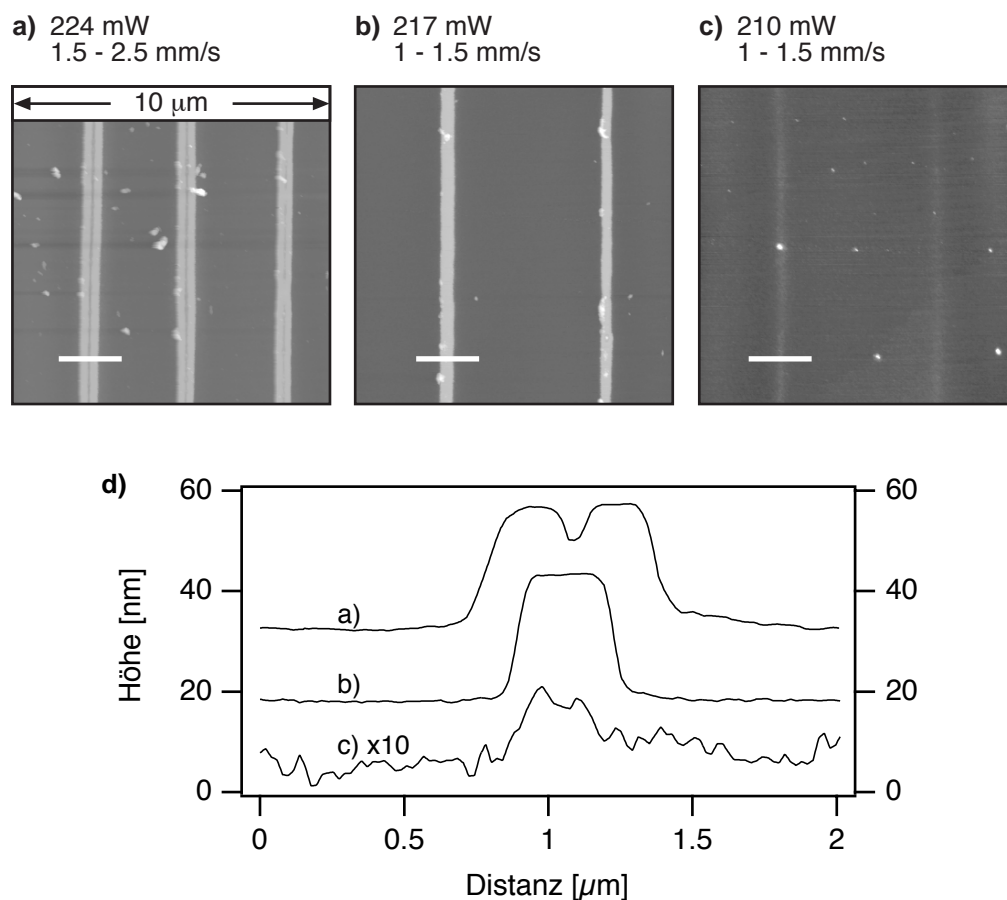 a) 224 mW
1.5 - 2.5 mm/s
b) 217 mW
1 - 1.5 mm/s
c) 210 mW
1 - 1.5 mm/s
10 μm
d)
60
40
20
0
60
40
20
0
Höhe [nm]
a)
b)
c) x10
0
0.5
1
1.5
2
Distanz [µm]